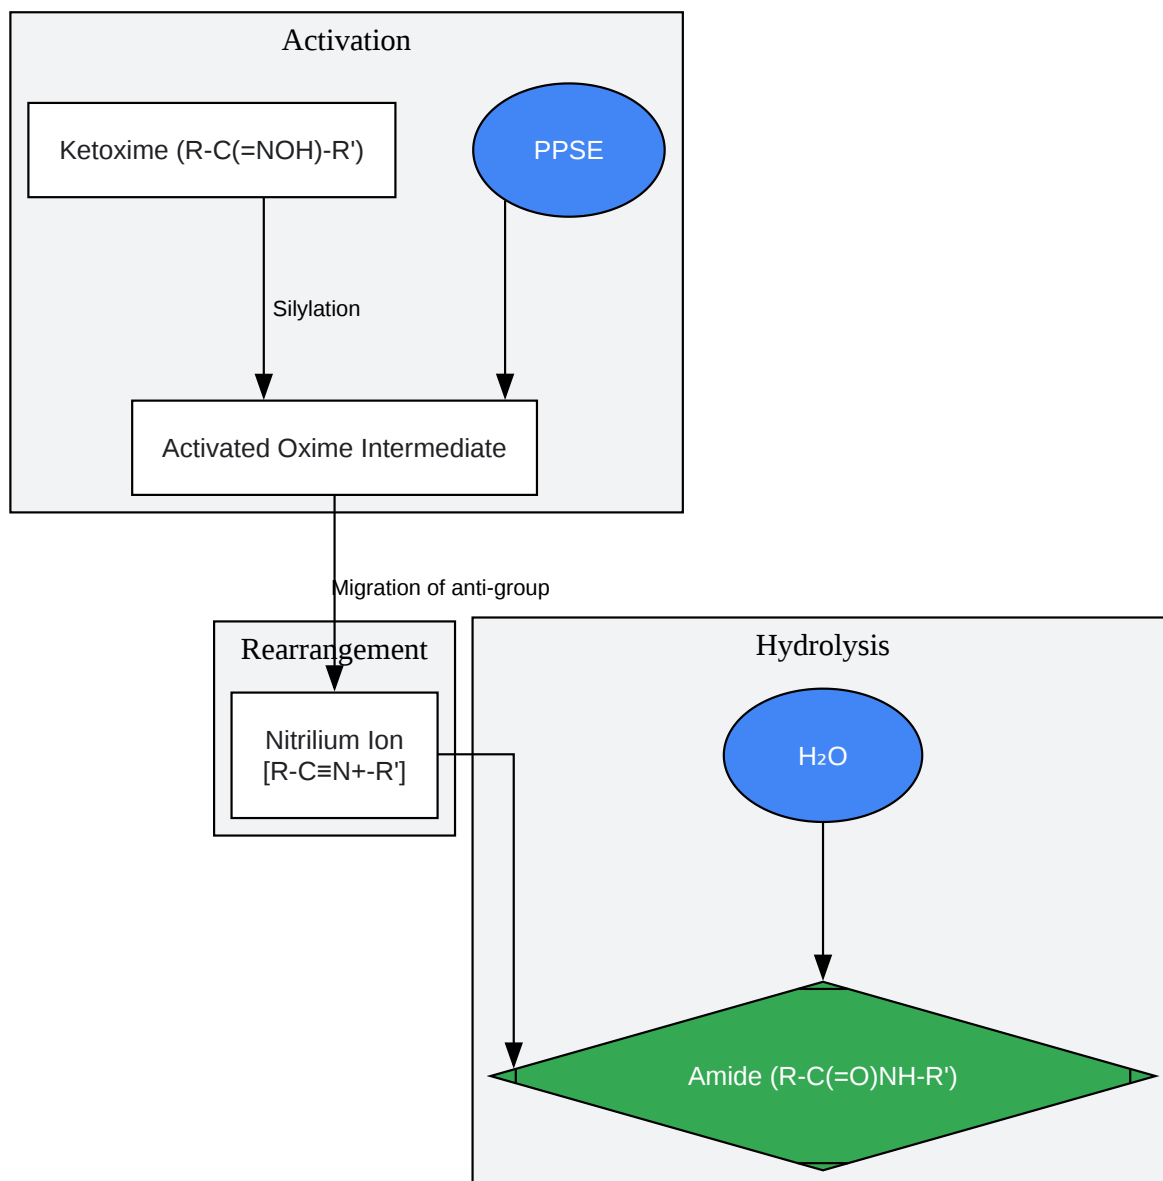 Activation
Ketoxime (R-C(=NOH)-R')
PPSE
Silylation
Activated Oxime Intermediate
Migration of anti-group
Rearrangement
Nitrilium Ion
[R-C≡N+-R']
Hydrolysis
H₂O
Amide (R-C(=O)NH-R')